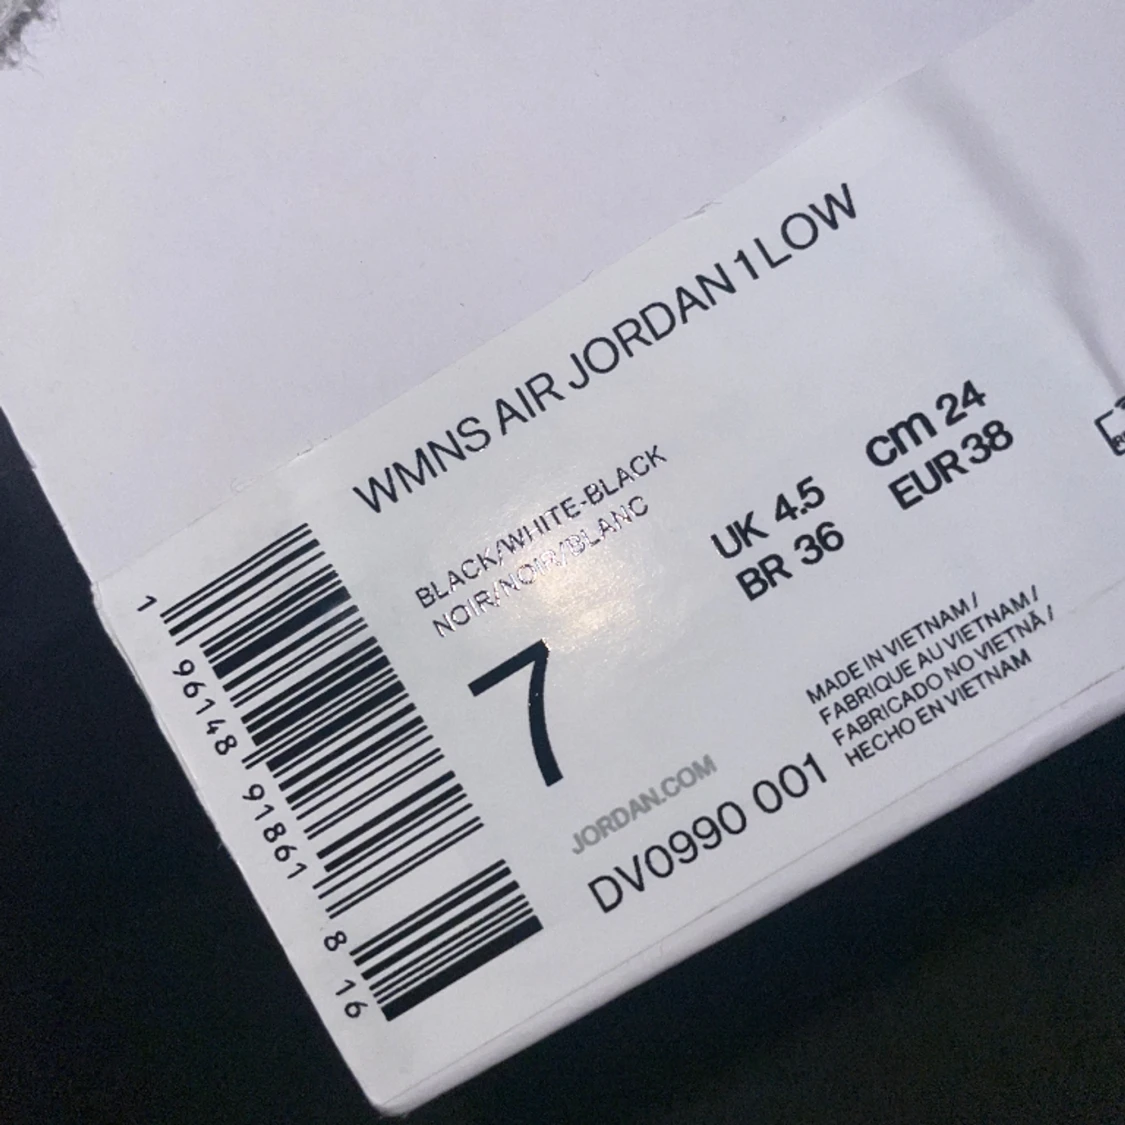 WMNS AIR JORDAN 1 LOW
BLACK/WHITE-BLACK
NOIR/NOIR/BLANC
UK 4.5
BR 36
cm 24
EUR 38
7
MADE IN VIETNAM /
FABRIQUE AU VIETNAM /
FABRICADO NO VIETNÃ /
HECHO EN VIETNAM
JORDAN.COM
DV0990 001
1 96148 91861 8 16